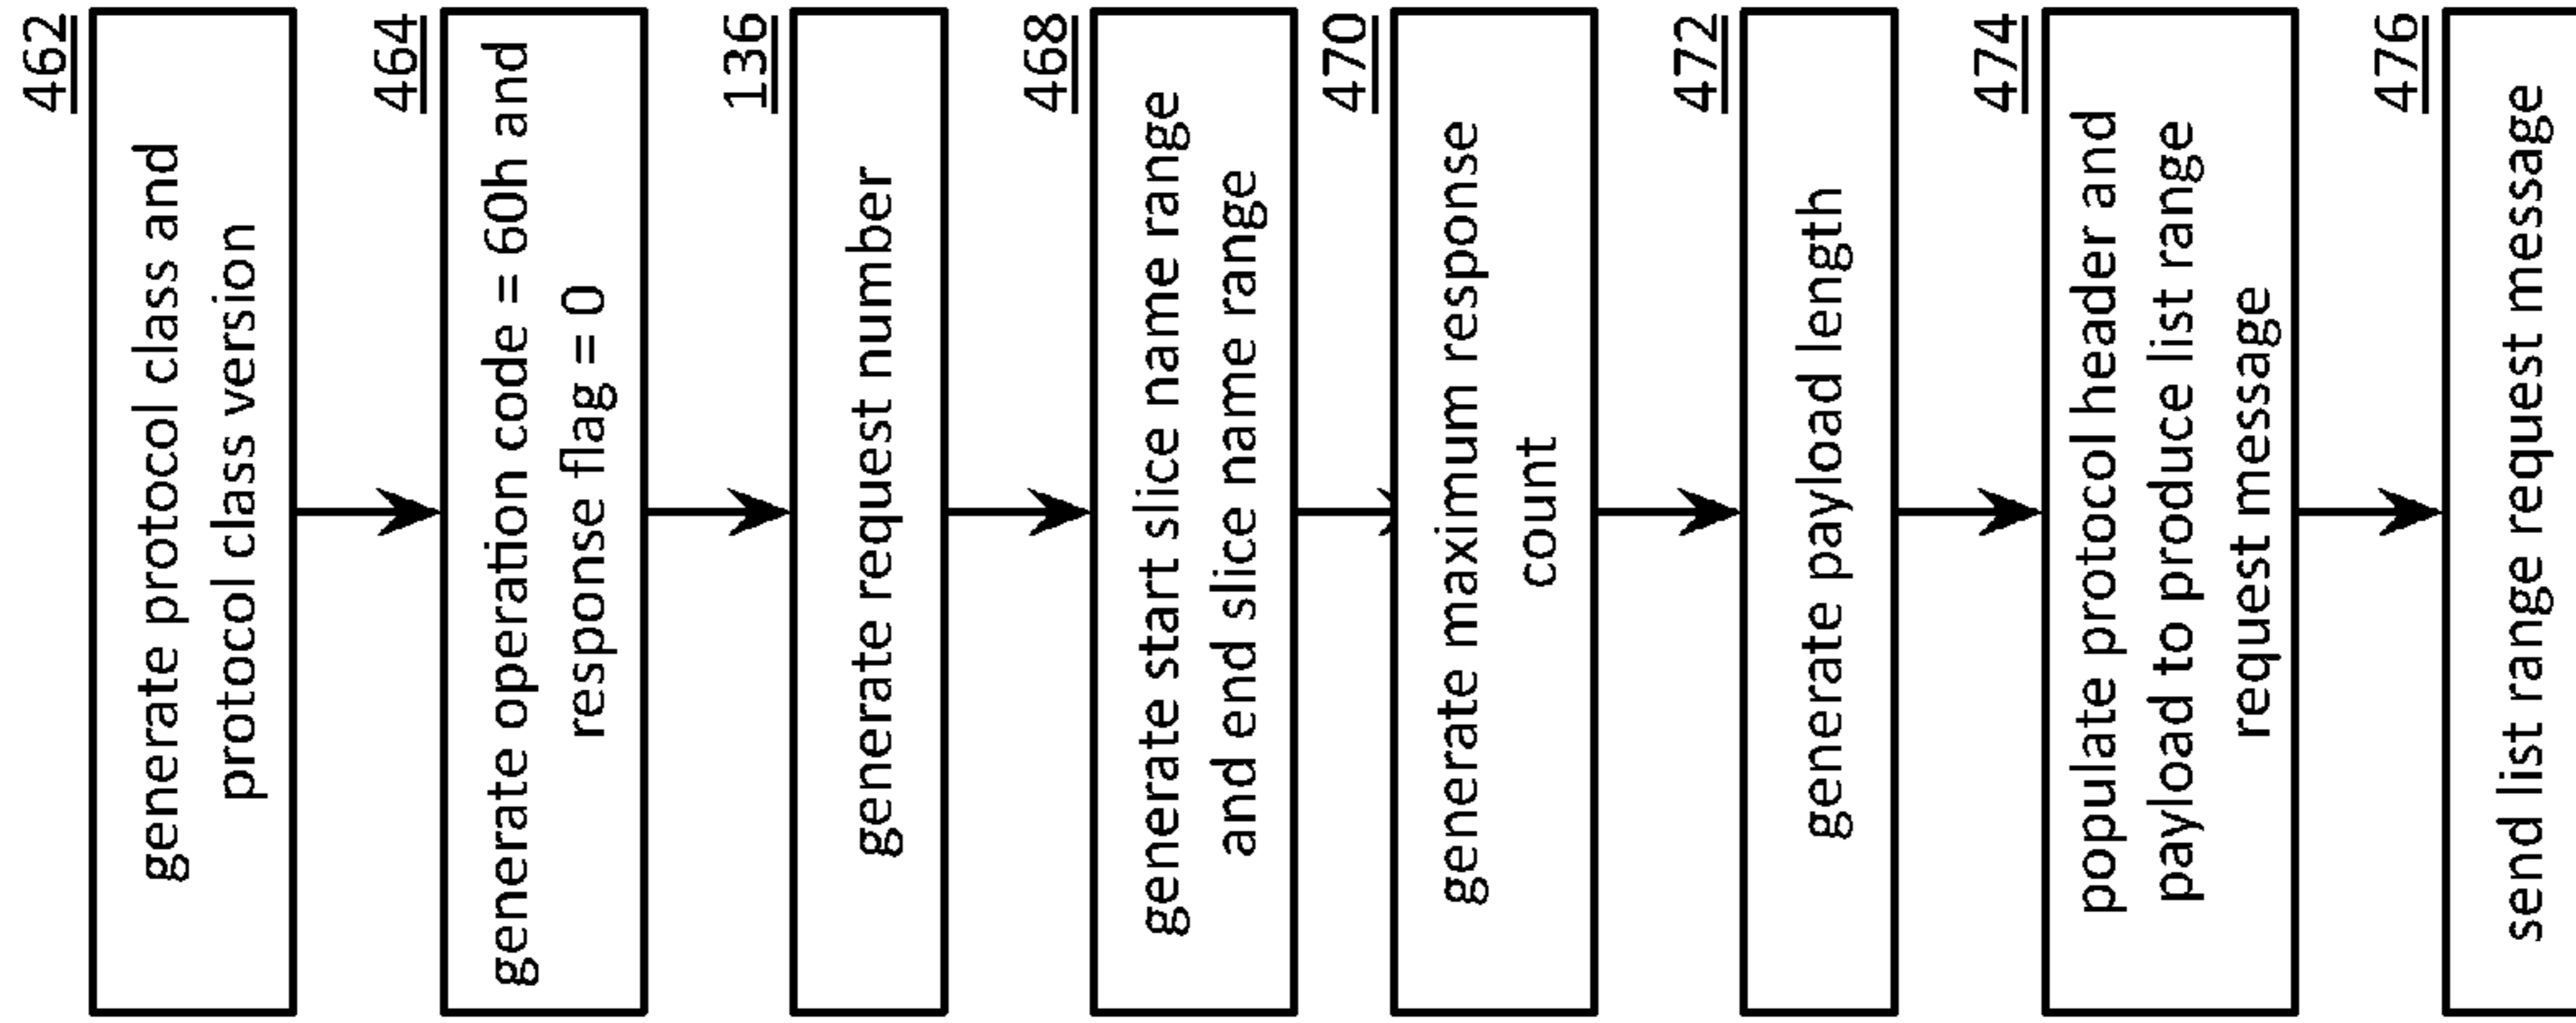 462
generate protocol class and
protocol class version
464
generate operation code = 60h and
response flag = 0
136
generate request number
468
generate start slice name range
and end slice name range
470
generate maximum response
count
472
generate payload length
474
populate protocol header and
payload to produce list range
request message
476
send list range request message